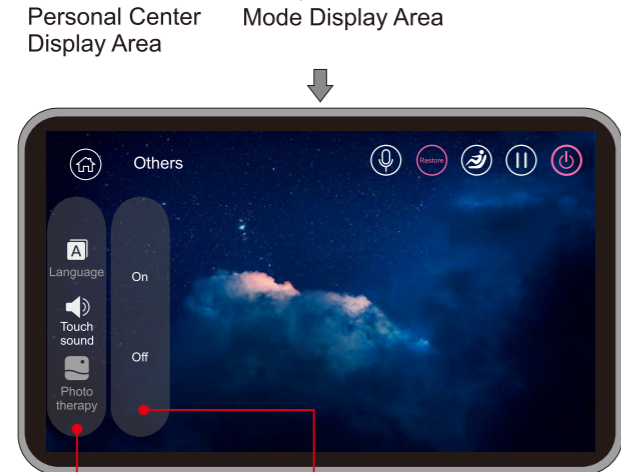 Personal Center
Display Area
Mode Display Area
Others
Restore
A
Language
On
Touch
sound
Off
Photo
therapy